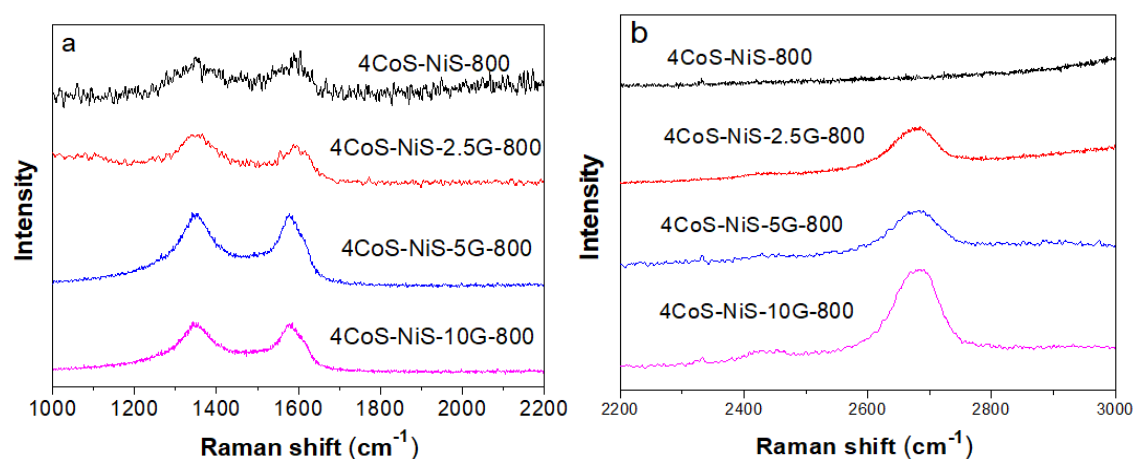 a
4CoS-NiS-800
4CoS-NiS-2.5G-800
4CoS-NiS-5G-800
4CoS-NiS-10G-800
Intensity
1000 1200 1400 1600 1800 2000 2200
Raman shift (cm⁻¹)
b
4CoS-NiS-800
4CoS-NiS-2.5G-800
4CoS-NiS-5G-800
4CoS-NiS-10G-800
Intensity
2200 2400 2600 2800 3000
Raman shift (cm⁻¹)